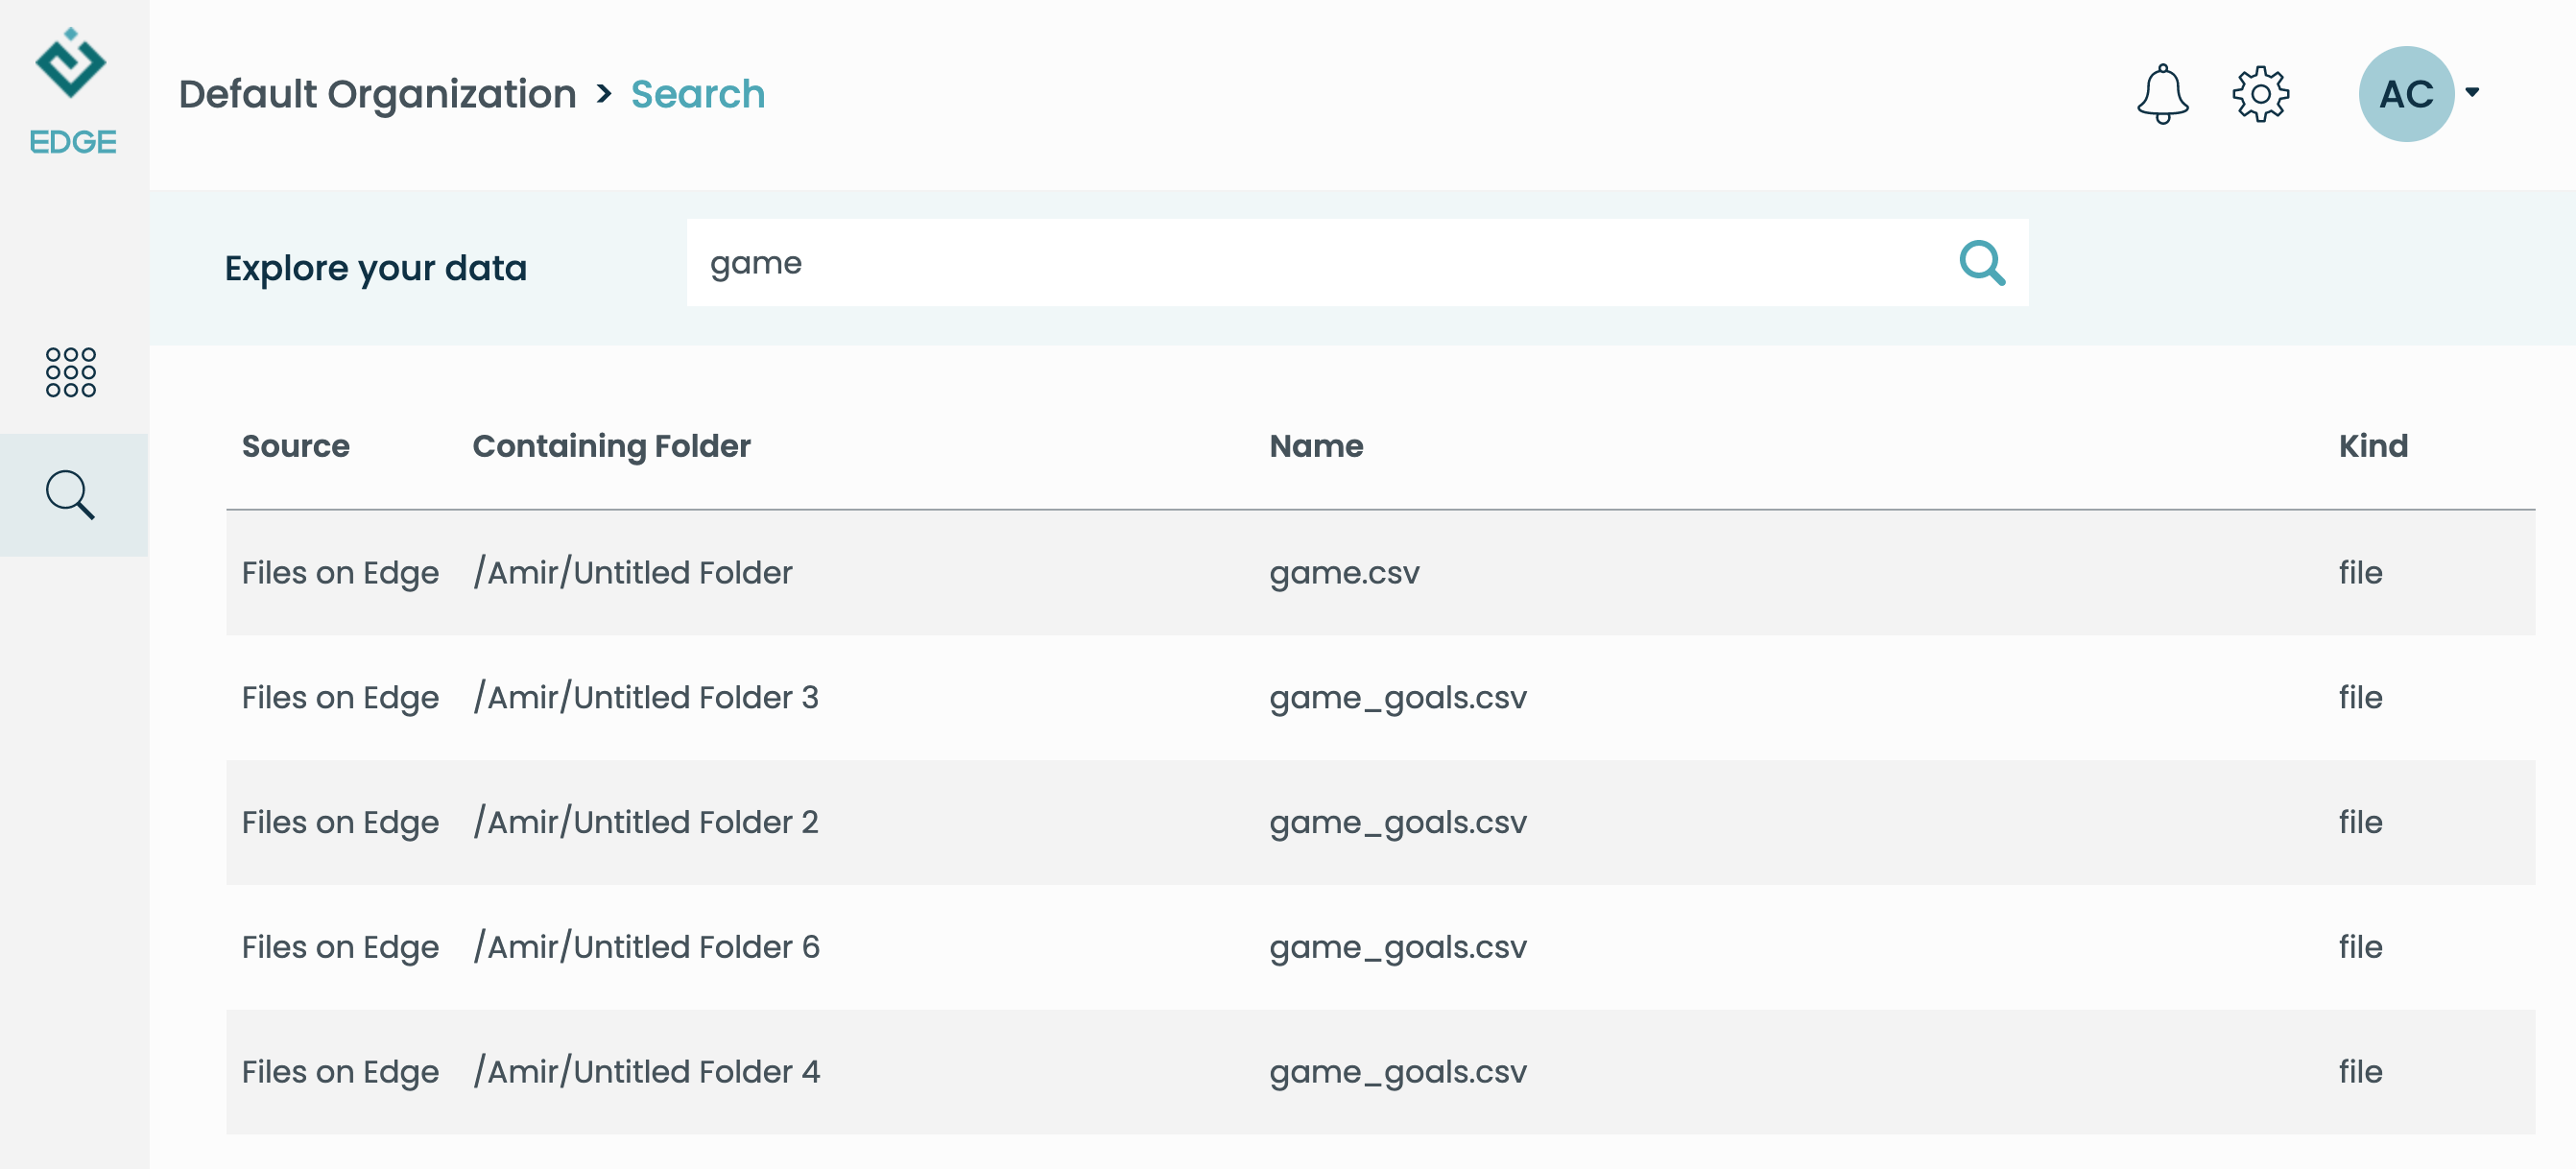 EDGE
Default Organization > Search
AC
Explore your data
game
Source Containing Folder Name Kind
Files on Edge /Amir/Untitled Folder game.csv file
Files on Edge /Amir/Untitled Folder 3 game_goals.csv file
Files on Edge /Amir/Untitled Folder 2 game_goals.csv file
Files on Edge /Amir/Untitled Folder 6 game_goals.csv file
Files on Edge /Amir/Untitled Folder 4 game_goals.csv file